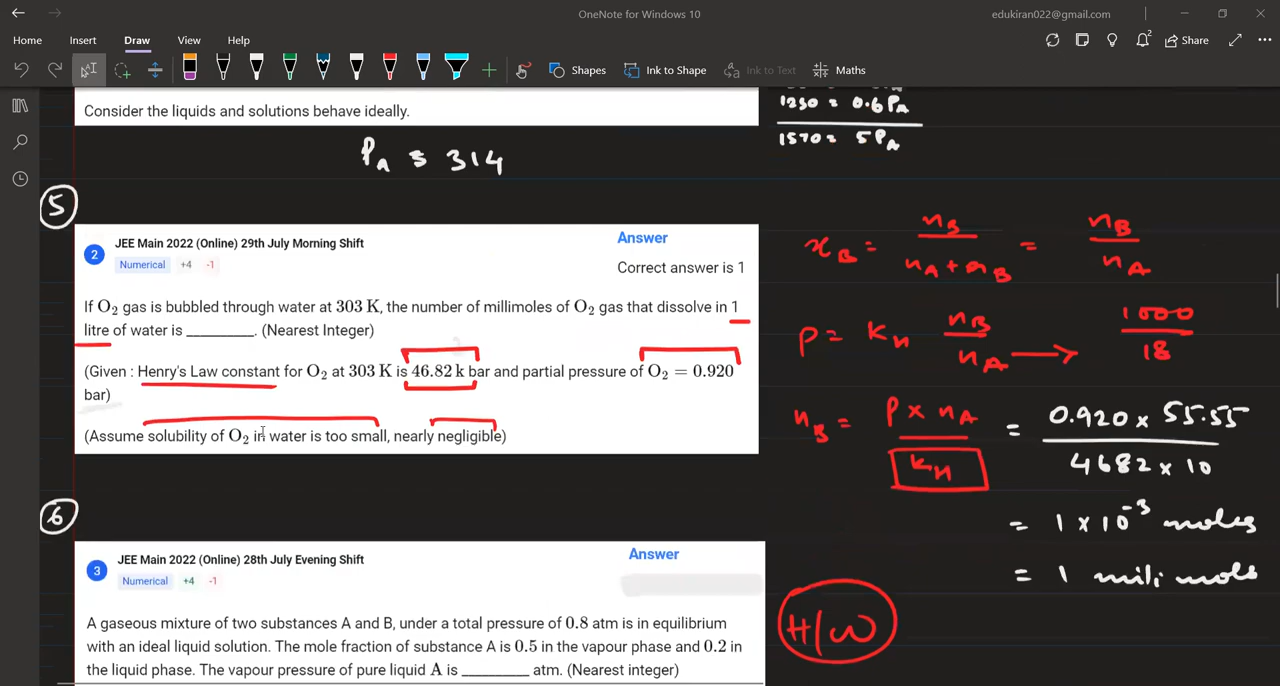 OneNote for Windows 10
edukiran022@gmail.com
Home Insert Draw View Help
Share
Shapes Ink to Shape Ink to Text Maths
Consider the liquids and solutions behave ideally.
1250 = 0.6 PA
1570 = 5 PA
PA = 314
5
2
JEE Main 2022 (Online) 29th July Morning Shift
Numerical +4 -1
Answer
Correct answer is 1
If O₂ gas is bubbled through water at 303 K, the number of millimoles of O₂ gas that dissolve in 1
litre of water is ________. (Nearest Integer)
(Given : Henry's Law constant for O₂ at 303 K is 46.82 k bar and partial pressure of O₂ = 0.920
bar)
(Assume solubility of O₂ in water is too small, nearly negligible)
xB = nB / (nA + nB) = nB / nA
P = KH nB / nA → 1000 / 18
nB = P × nA / KH = 0.920 × 55.55 / 4682 × 10
= 1 × 10⁻³ moles
= 1 mili mole
6
3
JEE Main 2022 (Online) 28th July Evening Shift
Numerical +4 -1
Answer
H/W
A gaseous mixture of two substances A and B, under a total pressure of 0.8 atm is in equilibrium
with an ideal liquid solution. The mole fraction of substance A is 0.5 in the vapour phase and 0.2 in
the liquid phase. The vapour pressure of pure liquid A is ________ atm. (Nearest integer)